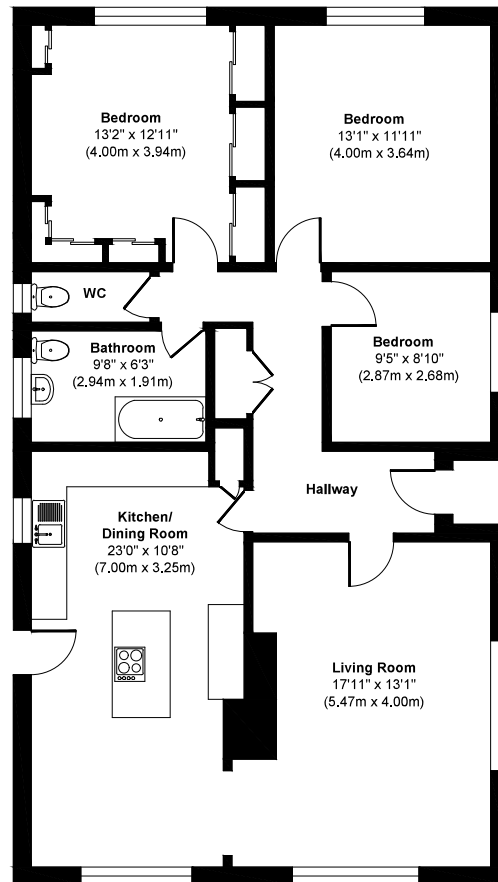 Bedroom
13'2" x 12'11"
(4.00m x 3.94m)
Bedroom
13'1" x 11'11"
(4.00m x 3.64m)
WC
Bathroom
9'8" x 6'3"
(2.94m x 1.91m)
Bedroom
9'5" x 8'10"
(2.87m x 2.68m)
Hallway
Kitchen/
Dining Room
23'0" x 10'8"
(7.00m x 3.25m)
Living Room
17'11" x 13'1"
(5.47m x 4.00m)